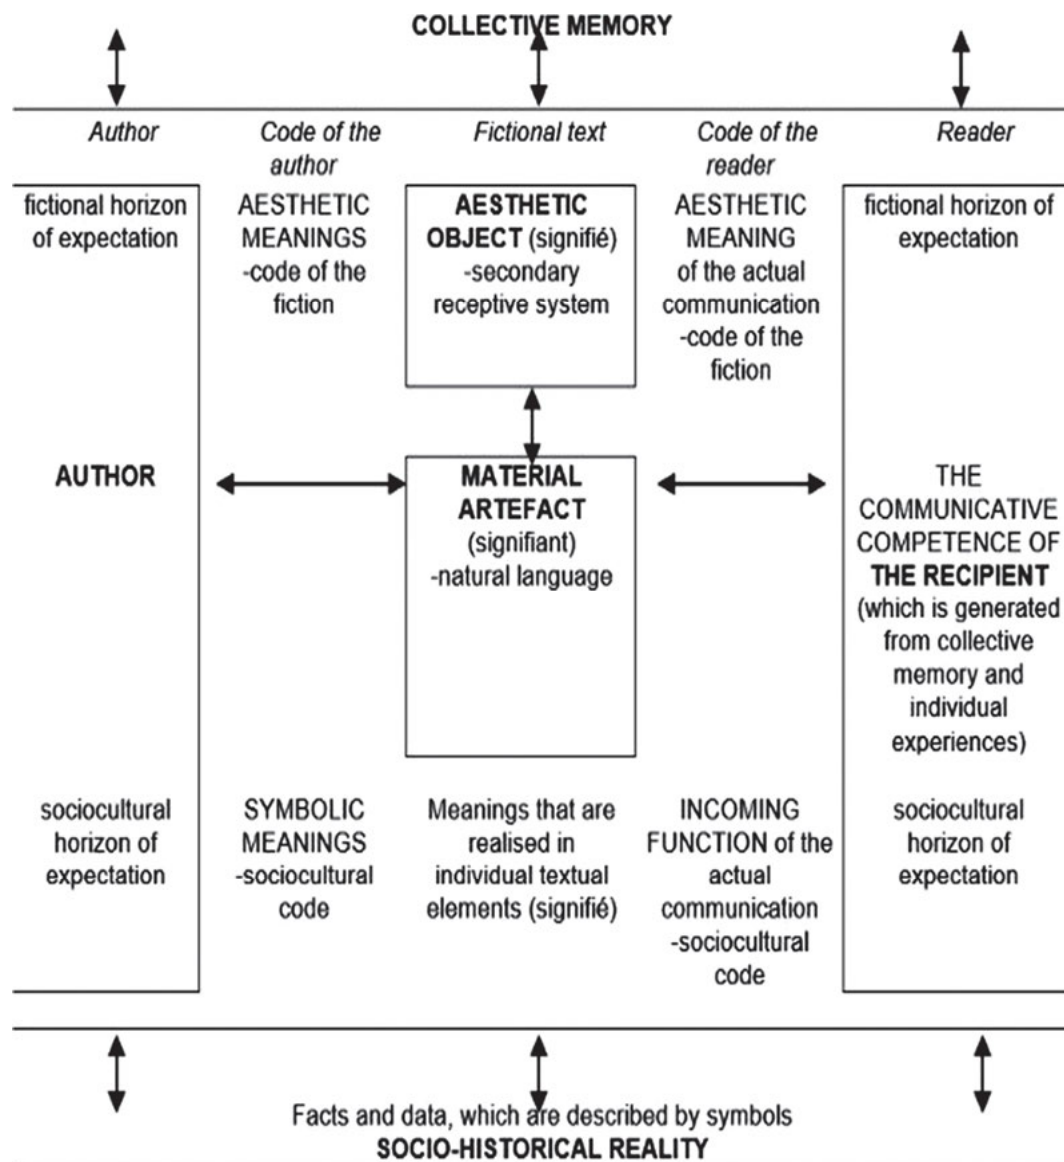 COLLECTIVE MEMORY
Author
Code of the
author
Fictional text
Code of the
reader
Reader
fictional horizon
of expectation
AESTHETIC
MEANINGS
-code of the
fiction
AESTHETIC
OBJECT (signifié)
-secondary
receptive system
AESTHETIC
MEANING
of the actual
communication
-code of the
fiction
fictional horizon of
expectation
AUTHOR
MATERIAL
ARTEFACT
(signifiant)
-natural language
THE
COMMUNICATIVE
COMPETENCE OF
THE RECIPIENT
(which is generated
from collective
memory and
individual
experiences)
sociocultural
horizon of
expectation
SYMBOLIC
MEANINGS
-sociocultural
code
Meanings that are
realised in
individual textual
elements (signifié)
INCOMING
FUNCTION of the
actual
communication
-sociocultural
code
sociocultural
horizon of
expectation
Facts and data, which are described by symbols
SOCIO-HISTORICAL REALITY